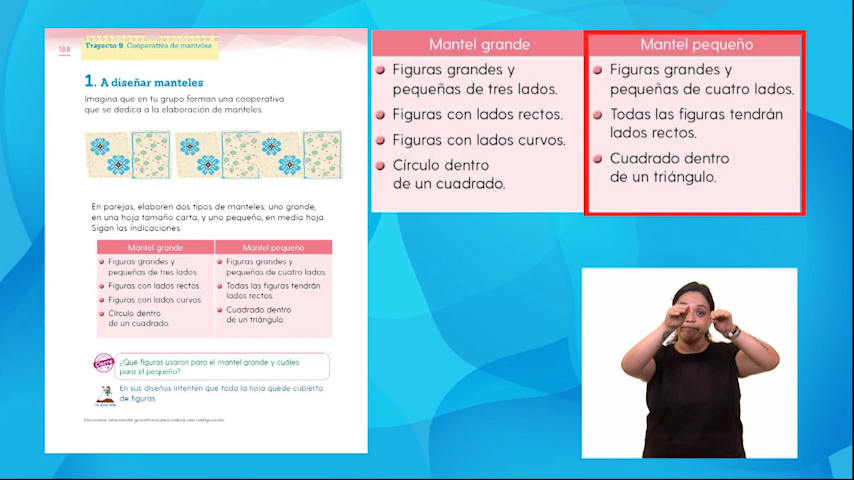 188
Trayecto 9. Cooperativa de manteles
1. A diseñar manteles
Imagina que en tu grupo forman una cooperativa
que se dedica a la elaboración de manteles.
En parejas, elaboren dos tipos de manteles: uno grande,
en una hoja tamaño carta, y uno pequeño, en media hoja.
Sigan las indicaciones.
Mantel grande
Figuras grandes y
pequeñas de tres lados.
Figuras con lados rectos.
Figuras con lados curvos.
Círculo dentro
de un cuadrado.
Mantel pequeño
Figuras grandes y
pequeñas de cuatro lados.
Todas las figuras tendrán
lados rectos.
Cuadrado dentro
de un triángulo.
Cierre
¿Qué figuras usaron para el mantel grande y cuáles
para el pequeño?
En sus diseños intenten que toda la hoja quede cubierta
de figuras.
Mantel grande
Figuras grandes y
pequeñas de tres lados.
Figuras con lados rectos.
Figuras con lados curvos.
Círculo dentro
de un cuadrado.
Mantel pequeño
Figuras grandes y
pequeñas de cuatro lados.
Todas las figuras tendrán
lados rectos.
Cuadrado dentro
de un triángulo.